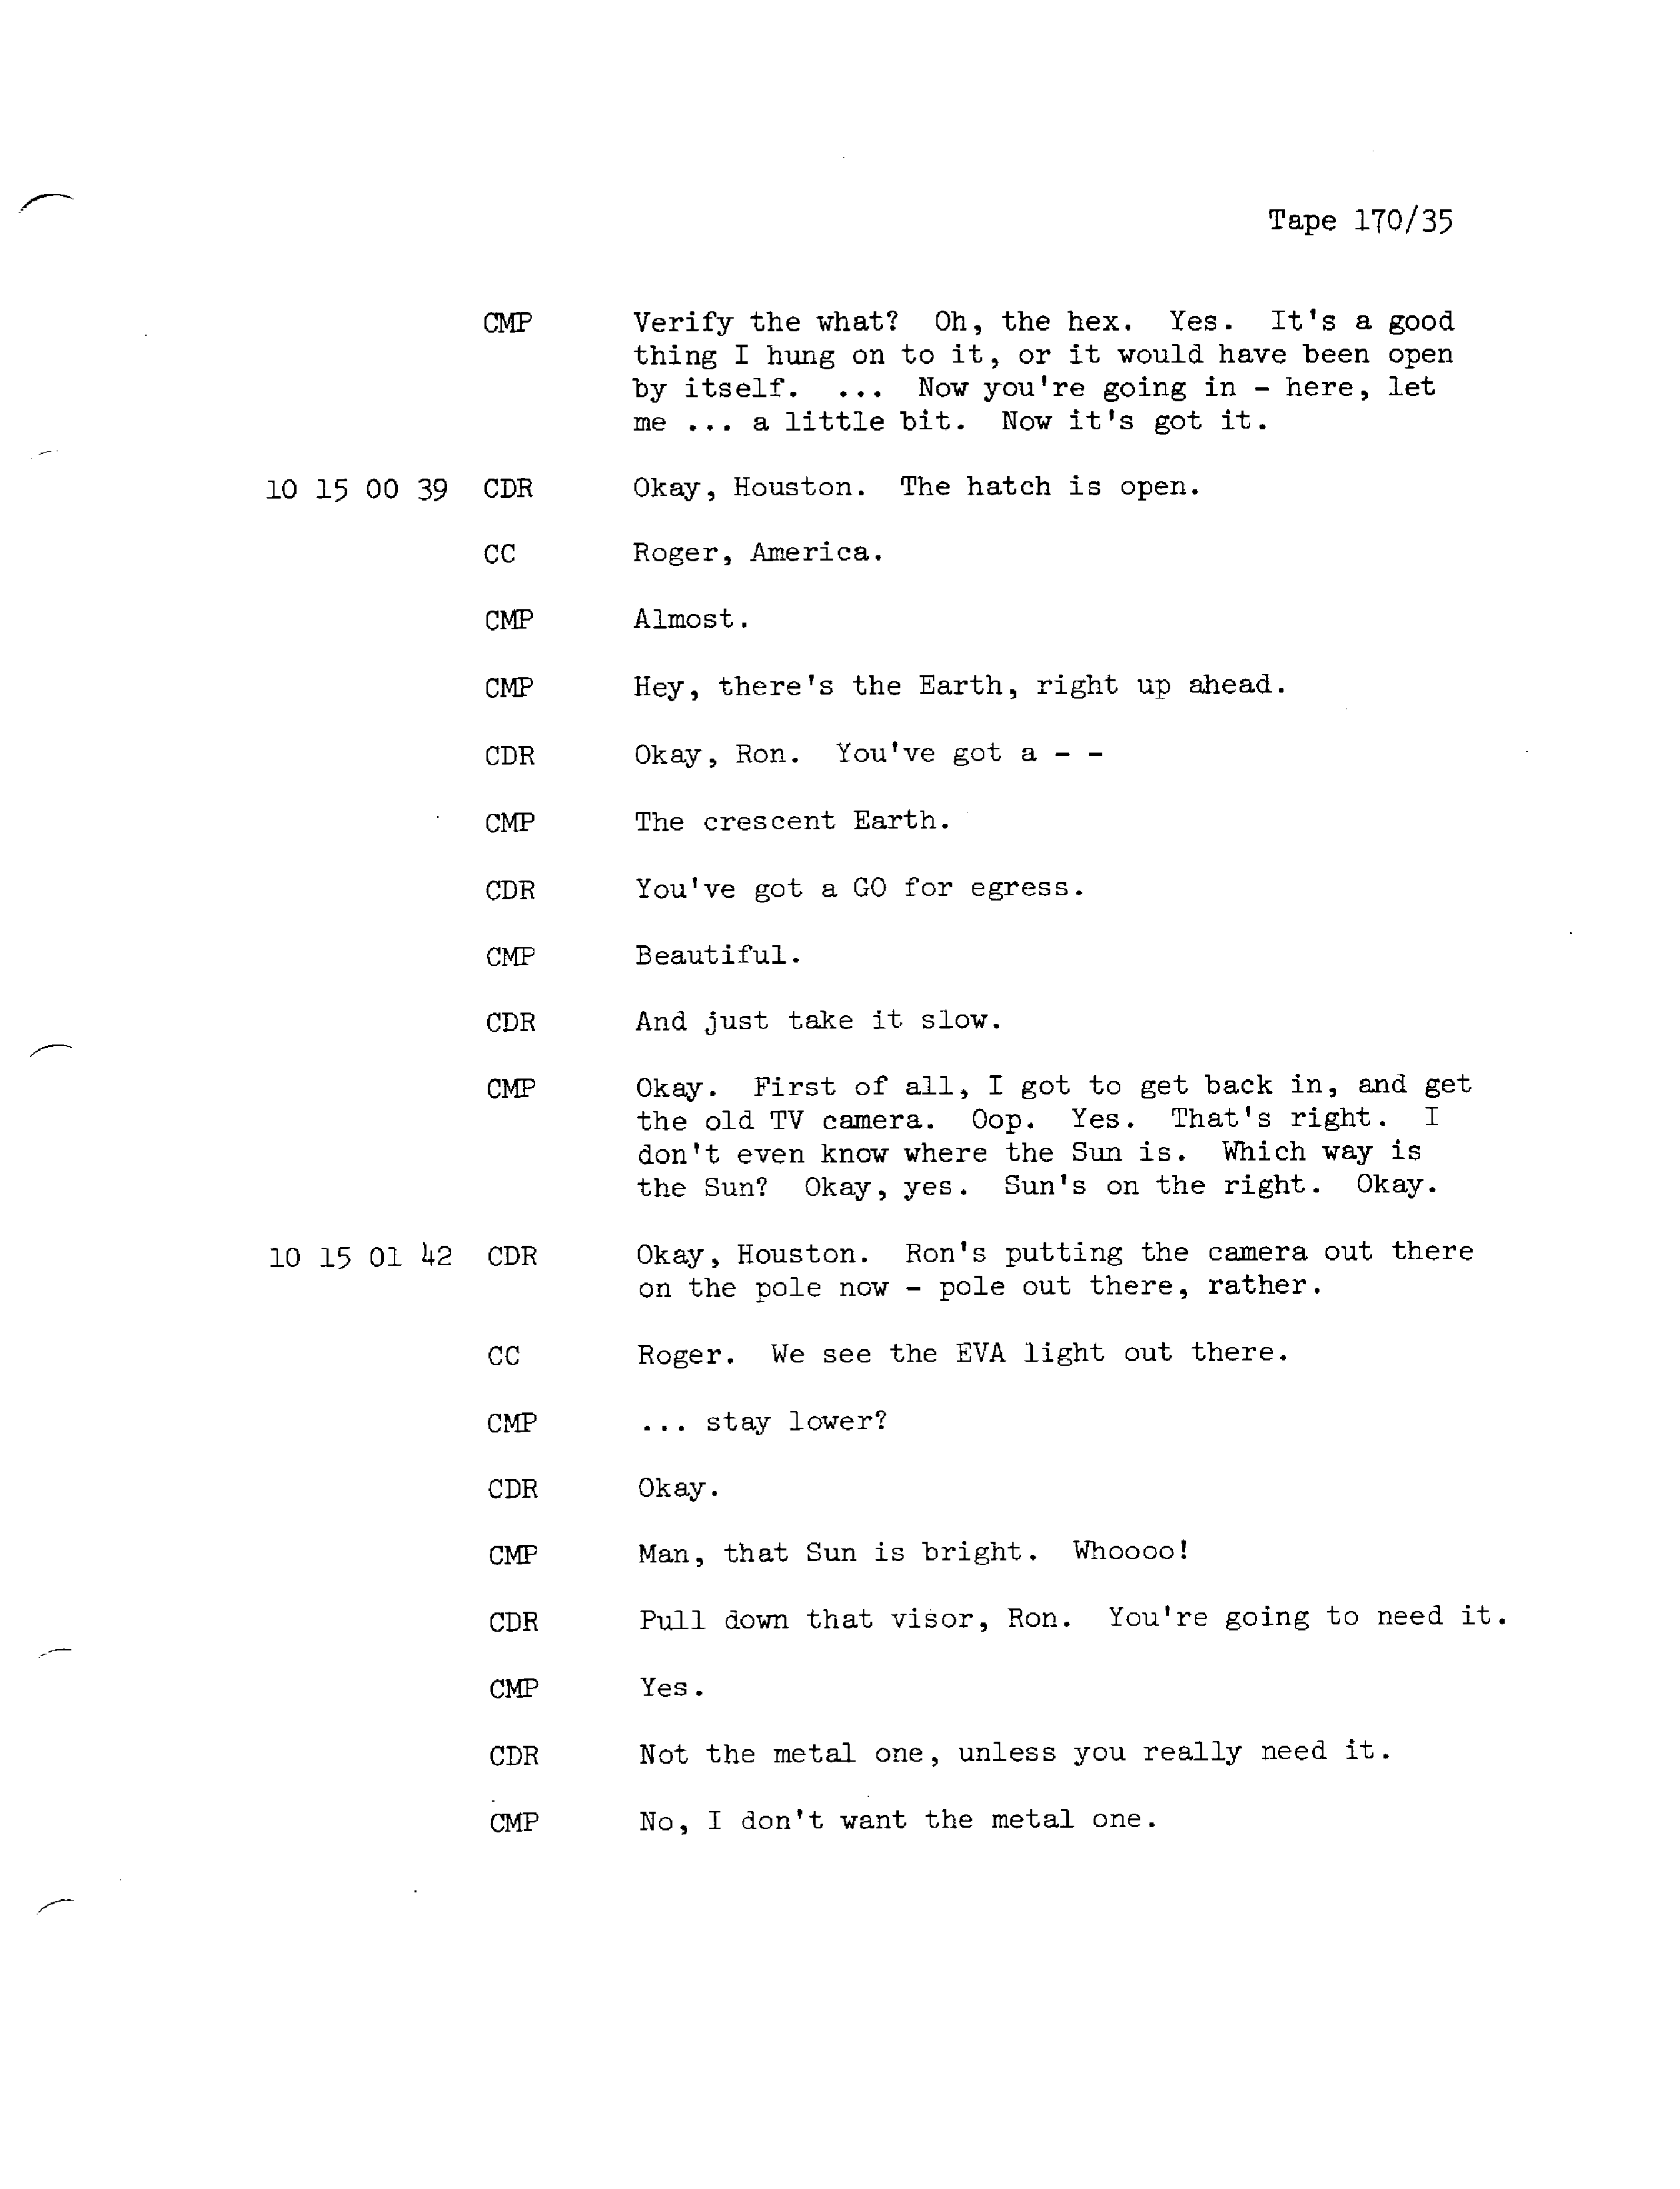 Tape 170/35
CMP Verify the what? Oh, the hex. Yes. It's a good
thing I hung on to it, or it would have been open
by itself. ... Now you're going in - here, let
me ... a little bit. Now it's got it.
10 15 00 39 CDR Okay, Houston. The hatch is open.
CC Roger, America.
CMP Almost.
CMP Hey, there's the Earth, right up ahead.
CDR Okay, Ron. You've got a - -
CMP The crescent Earth.
CDR You've got a GO for egress.
CMP Beautiful.
CDR And just take it slow.
CMP Okay. First of all, I got to get back in, and get
the old TV camera. Oop. Yes. That's right. I
don't even know where the Sun is. Which way is
the Sun? Okay, yes. Sun's on the right. Okay.
10 15 01 42 CDR Okay, Houston. Ron's putting the camera out there
on the pole now - pole out there, rather.
CC Roger. We see the EVA light out there.
CMP ... stay lower?
CDR Okay.
CMP Man, that Sun is bright. Whoooo!
CDR Pull down that visor, Ron. You're going to need it.
CMP Yes.
CDR Not the metal one, unless you really need it.
CMP No, I don't want the metal one.